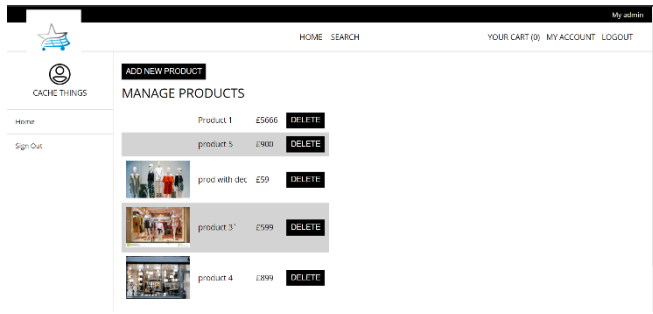 My admin
HOME SEARCH YOUR CART (0) MY ACCOUNT LOGOUT
CACHE THINGS
Home
Sign Out
ADD NEW PRODUCT
MANAGE PRODUCTS
Product 1 £5666 DELETE
product 5 £900 DELETE
prod with dec £59 DELETE
product 3` £599 DELETE
product 4 £899 DELETE